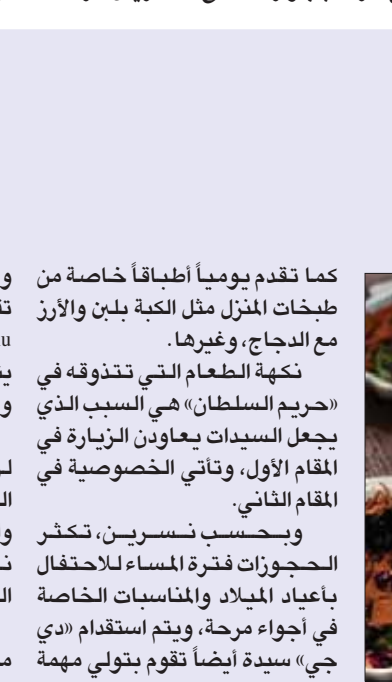 كما تقدم يومياً أطباقاً خاصة من
طبخات المنزل مثل الكبة بلبن والأرز
مع الدجاج، وغيرها.
نكهة الطعام التي تتذوقه في
«حريم السلطان» هي السبب الذي
يجعل السيدات يعاودن الزيارة في
المقام الأول، وتأتي الخصوصية في
المقام الثاني.
وبحسب نسرين، تكثر
الحجوزات فترة المساء للاحتفال
بأعياد الميلاد والمناسبات الخاصة
في أجواء مرحة، ويتم استقدام «دي
جي» سيدة أيضاً تقوم بتولي مهمة